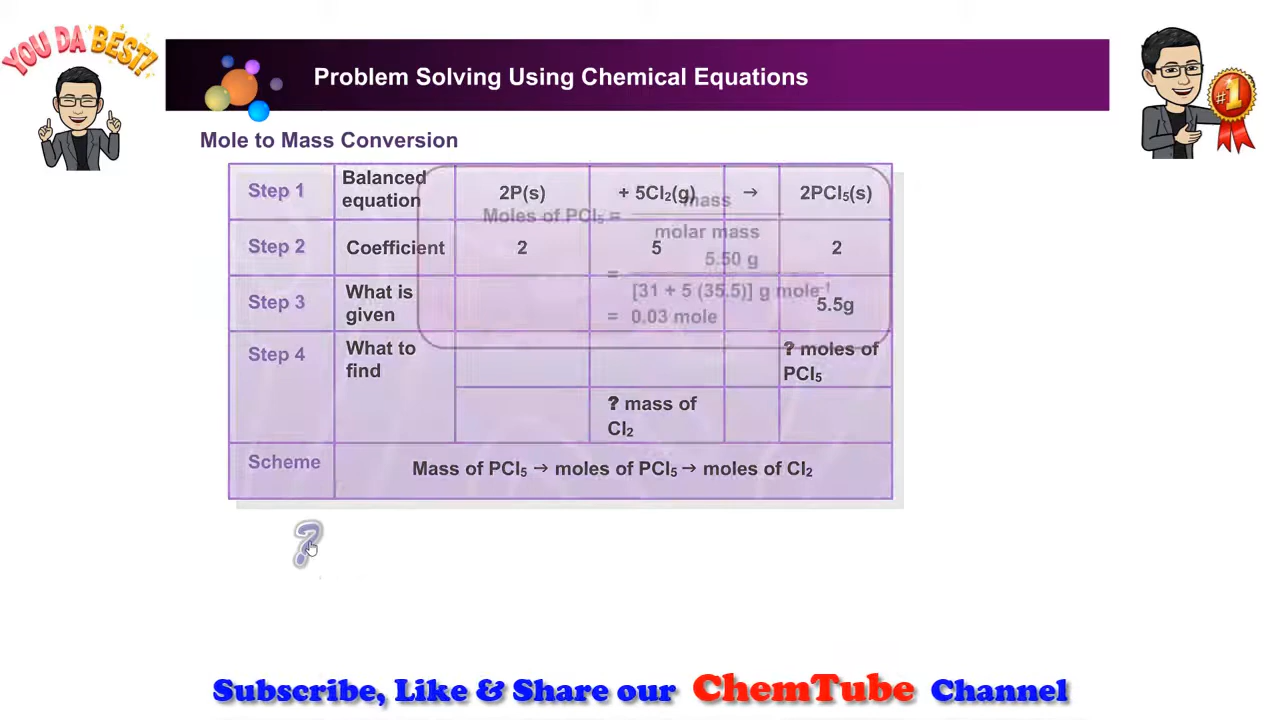 YOU DA BEST!
#1
Problem Solving Using Chemical Equations
Mole to Mass Conversion
Step 1 Balanced equation 2P(s) + 5Cl₂(g) → 2PCl₅(s)
Step 2 Coefficient 2 5 2
Step 3 What is given 5.5g
Step 4 What to find ? moles of PCl₅
? mass of Cl₂
Scheme Mass of PCl₅ → moles of PCl₅ → moles of Cl₂
Moles of PCl₅ = mass
molar mass
= 5.50 g
[31 + 5 (35.5)] g mole⁻¹
= 0.03 mole
?
Subscribe, Like & Share our ChemTube Channel